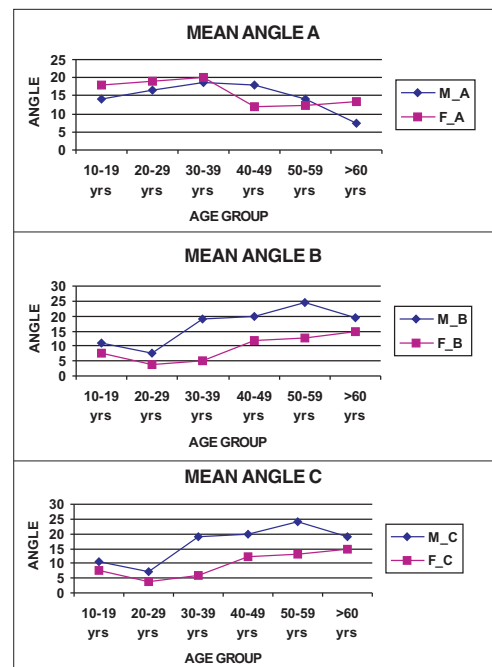 MEAN ANGLE A
25
20
15
10
5
0
ANGLE
10-19 20-29 30-39 40-49 50-59 >60
yrs yrs yrs yrs yrs yrs
AGE GROUP
M_A
F_A
MEAN ANGLE B
30
25
20
15
10
5
0
ANGLE
10-19 20-29 30-39 40-49 50-59 >60
yrs yrs yrs yrs yrs yrs
AGE GROUP
M_B
F_B
MEAN ANGLE C
30
25
20
15
10
5
0
ANGLE
10-19 20-29 30-39 40-49 50-59 >60
yrs yrs yrs yrs yrs yrs
AGE GROUP
M_C
F_C